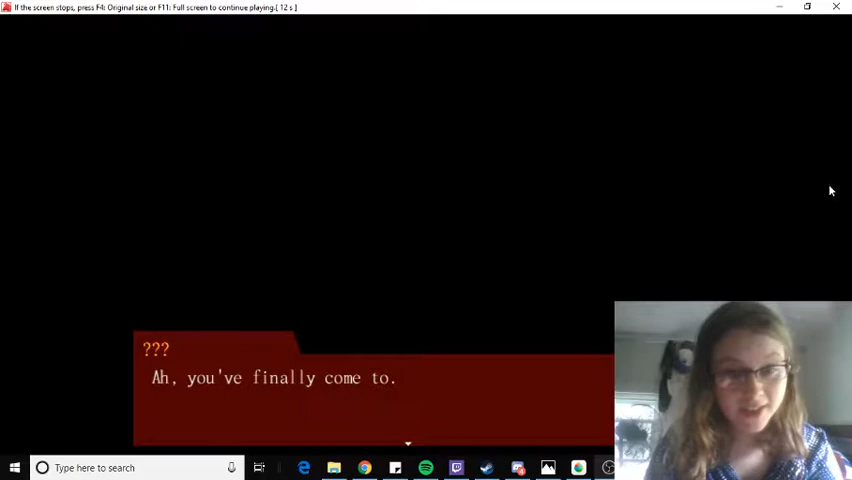 If the screen stops, press F4: Original size or F11: Full screen to continue playing.[ 12 s ]
???
Ah, you've finally come to.
Type here to search